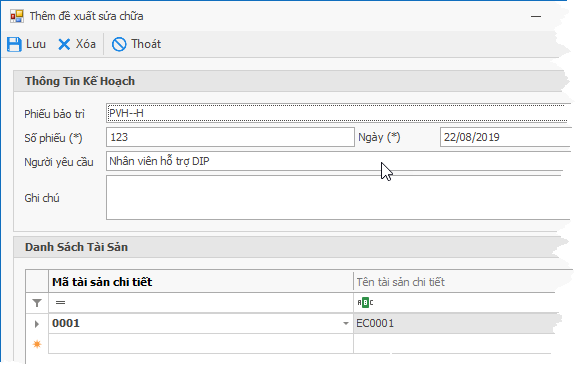 Thêm đề xuất sửa chữa
Lưu Xóa Thoát
Thông Tin Kế Hoạch
Phiếu bảo trì PVH--H
Số phiếu (*) 123 Ngày (*) 22/08/2019
Người yêu cầu Nhân viên hỗ trợ DIP
Ghi chú
Danh Sách Tài Sản
Mã tài sản chi tiết Tên tài sản chi tiết
= ABC
0001 EC0001